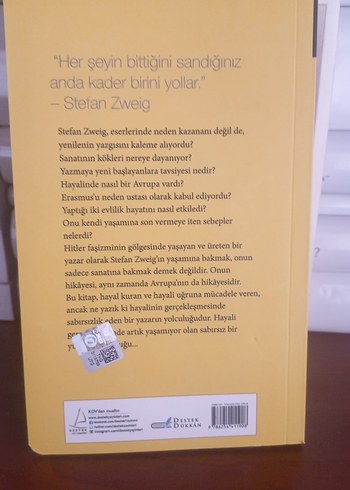 "Her şeyin bittiğini sandığınız
anda kader birini yollar."
– Stefan Zweig
Stefan Zweig, eserlerinde neden kazananı değil de,
yenilenin yazgısını kaleme alıyordu?
Sanatının kökleri nereye dayanıyor?
Yazmaya yeni başlayanlara tavsiyesi nedir?
Hayalinde nasıl bir Avrupa vardı?
Erasmus'u neden ustası olarak kabul ediyordu?
Yaptığı iki evlilik hayatını nasıl etkiledi?
Onu kendi yaşamına son vermeye iten sebepler
nelerdi?
Hitler faşizminin gölgesinde yaşayan ve üreten bir
yazar olarak Stefan Zweig'ın yaşamına bakmak, onun
sadece sanatına bakmak demek değildir. Onun
hikâyesi, aynı zamanda Avrupa'nın da hikâyesidir.
Bu kitap, hayal kuran ve hayali uğruna mücadele veren,
ancak ne yazık ki hayalinin gerçekleşmesinde
sabırsızlık eden bir yazarın yolculuğudur. Hayali
artık yaşamıyor olan sabırsız bir
DESTEK
DÜKKAN